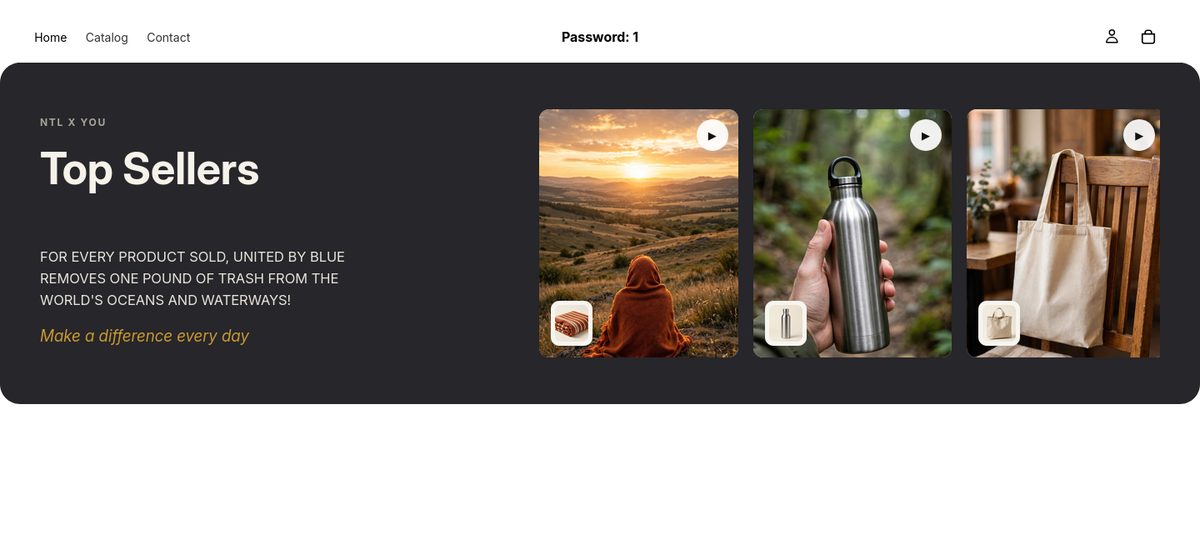 Home Catalog Contact Password: 1
NTL X YOU
Top Sellers
FOR EVERY PRODUCT SOLD, UNITED BY BLUE
REMOVES ONE POUND OF TRASH FROM THE
WORLD'S OCEANS AND WATERWAYS!
Make a difference every day